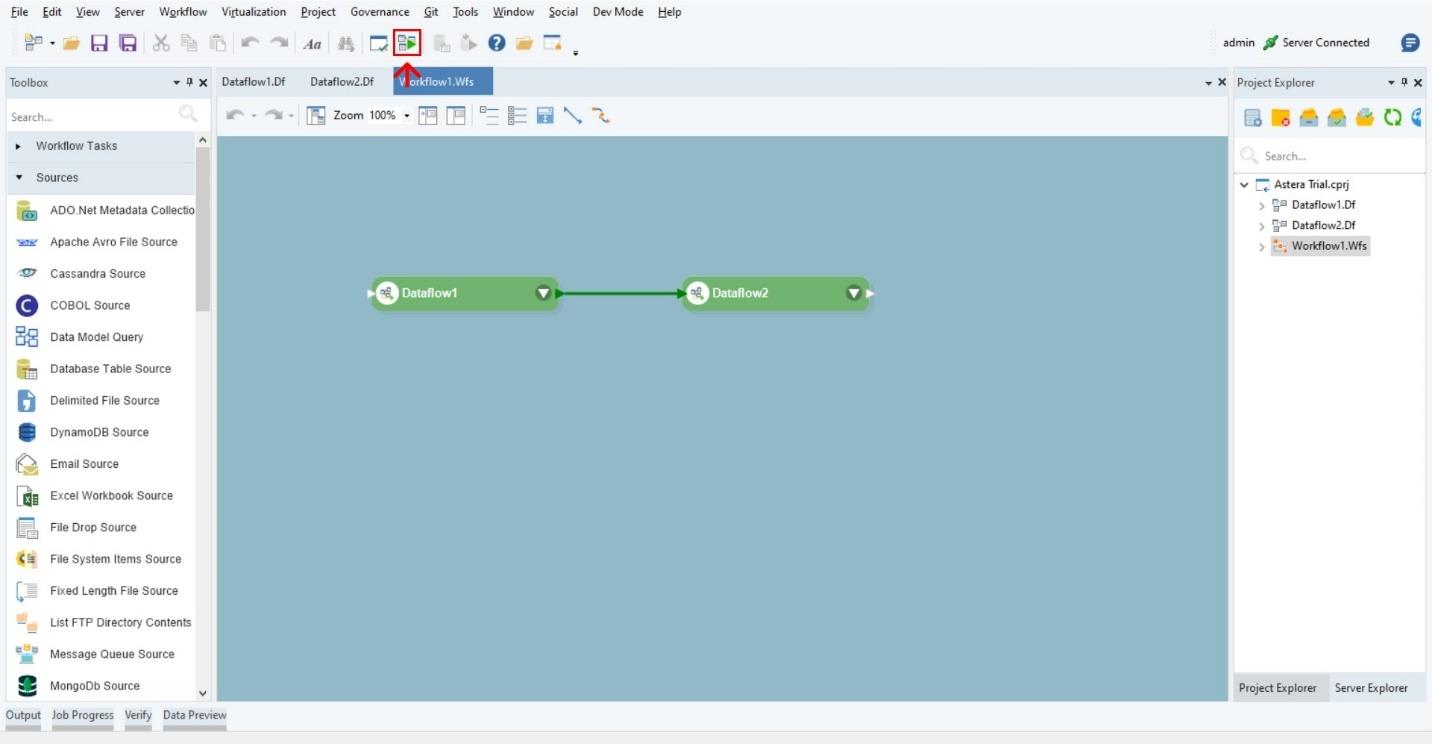 File Edit View Server Workflow Virtualization Project Governance Git Tools Window Social Dev Mode Help
Aa admin Server Connected
Toolbox Dataflow1.Df Dataflow2.Df Workflow1.Wfs Project Explorer
Search... Zoom 100%
Workflow Tasks
Search...
Sources
Astera Trial.cprj
Dataflow1.Df
Dataflow2.Df
Workflow1.Wfs
ADO.Net Metadata Collectio
Apache Avro File Source
Cassandra Source
COBOL Source
Data Model Query
Database Table Source
Delimited File Source
DynamoDB Source
Email Source
Excel Workbook Source
File Drop Source
File System Items Source
Fixed Length File Source
List FTP Directory Contents
Message Queue Source
MongoDb Source
Dataflow1 Dataflow2
Project Explorer Server Explorer
Output Job Progress Verify Data Preview